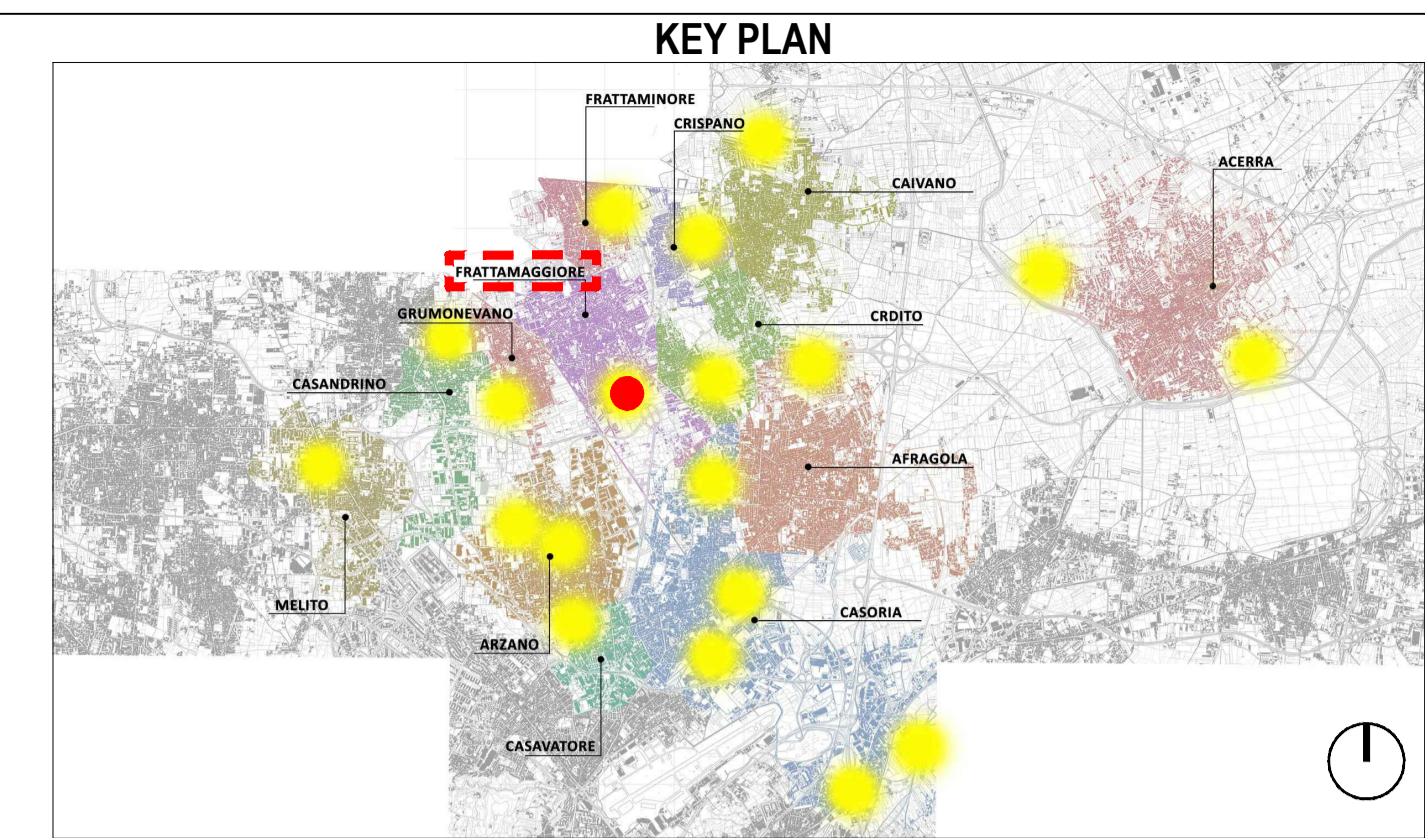 KEY PLAN
FRATTAMINORE
CRISPANO
ACERRA
CAIVANO
FRATTAMAGGIORE
GRUMONEVANO
CRDITO
CASANDRINO
AFRAGOLA
MELITO
CASORIA
ARZANO
CASAVATORE